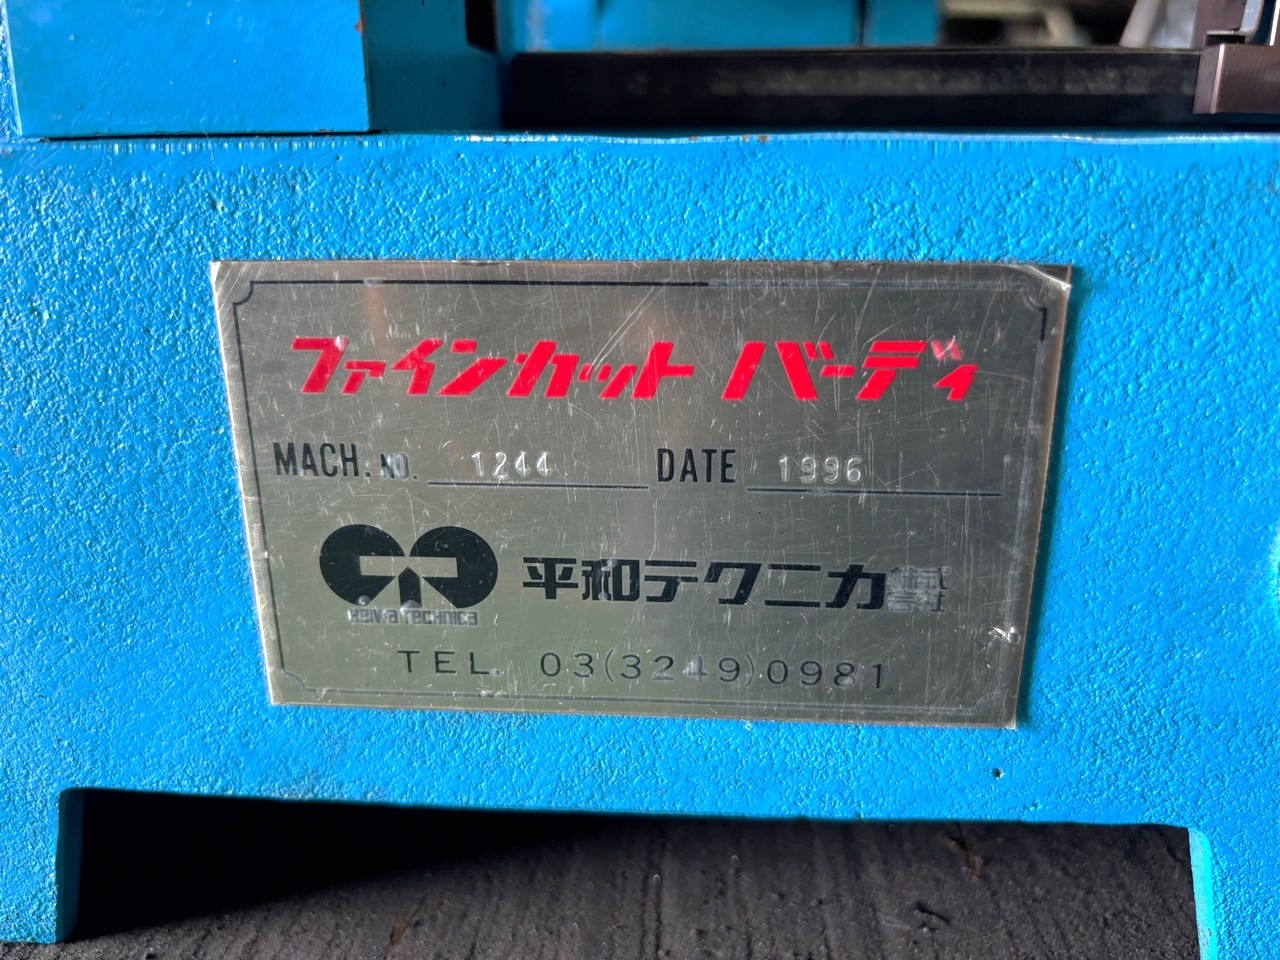 ファインカット バーディ
MACH. NO. 1244 DATE 1996
平和テクニカ株式会社
Heiwa Technica
TEL 03(3249)0981